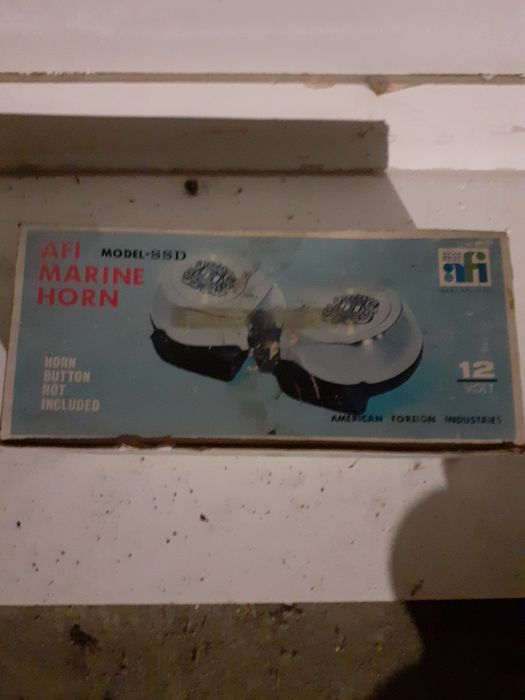 AFI
MARINE
HORN
MODEL-SSD
afi
HORN
BUTTON
NOT
INCLUDED
12
VOLT
AMERICAN FOREIGN INDUSTRIES